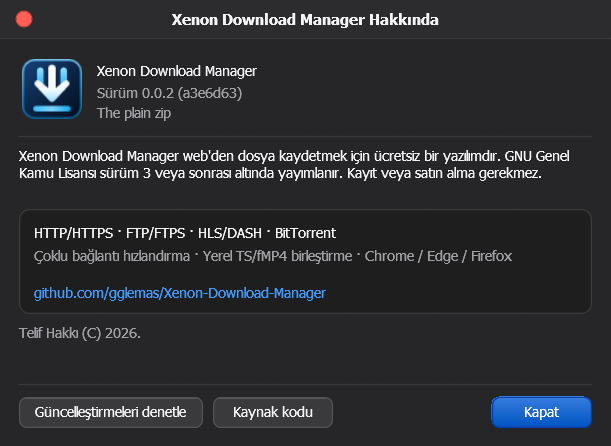 Xenon Download Manager Hakkında
Xenon Download Manager
Sürüm 0.0.2 (a3e6d63)
The plain zip
Xenon Download Manager web'den dosya kaydetmek için ücretsiz bir yazılımdır. GNU Genel
Kamu Lisansı sürüm 3 veya sonrası altında yayımlanır. Kayıt veya satın alma gerekmez.
HTTP/HTTPS · FTP/FTPS · HLS/DASH · BitTorrent
Çoklu bağlantı hızlandırma · Yerel TS/fMP4 birleştirme · Chrome / Edge / Firefox
github.com/gglemas/Xenon-Download-Manager
Telif Hakkı (C) 2026.
Güncelleştirmeleri denetle
Kaynak kodu
Kapat